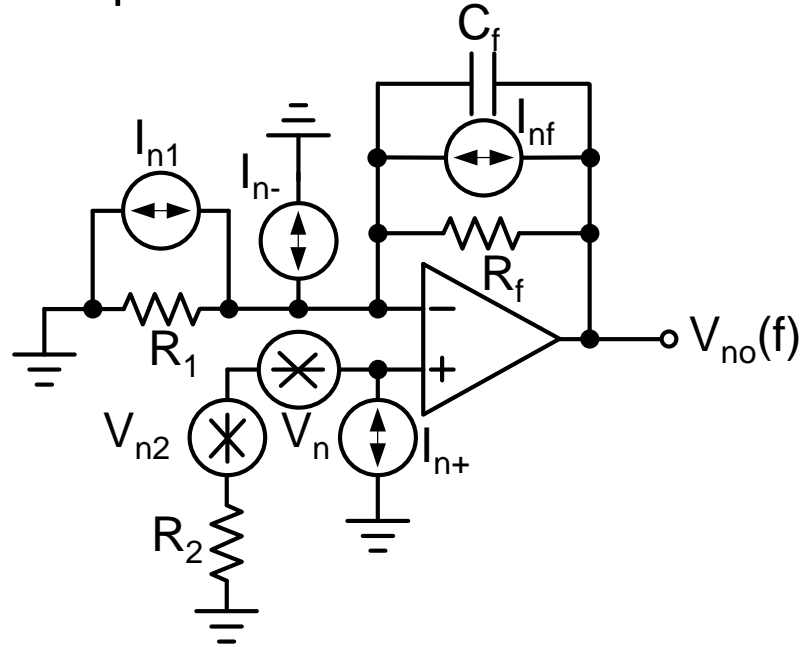 C_f
I_nf
I_n1
I_n-
R_f
R_1
V_no(f)
V_n2
V_n
I_n+
R_2